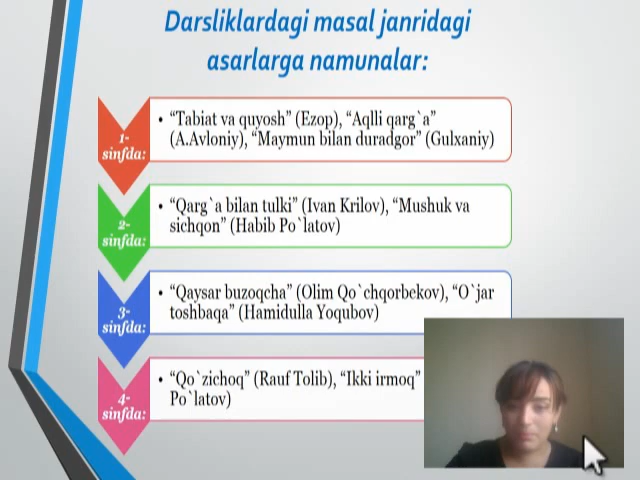 Darsliklardagi masal janridagi
asarlarga namunalar:
1-
sinfda:
• “Tabiat va quyosh” (Ezop), “Aqlli qarg`a”
(A.Avloniy), “Maymun bilan duradgor” (Gulxaniy)
2-
sinfda:
• “Qarg`a bilan tulki” (Ivan Krilov), “Mushuk va
sichqon” (Habib Po`latov)
3-
sinfda:
• “Qaysar buzoqcha” (Olim Qo`chqorbekov), “O`jar
toshbaqa” (Hamidulla Yoqubov)
4-
sinfda:
• “Qo`zichoq” (Rauf Tolib), “Ikki irmoq”
Po`latov)